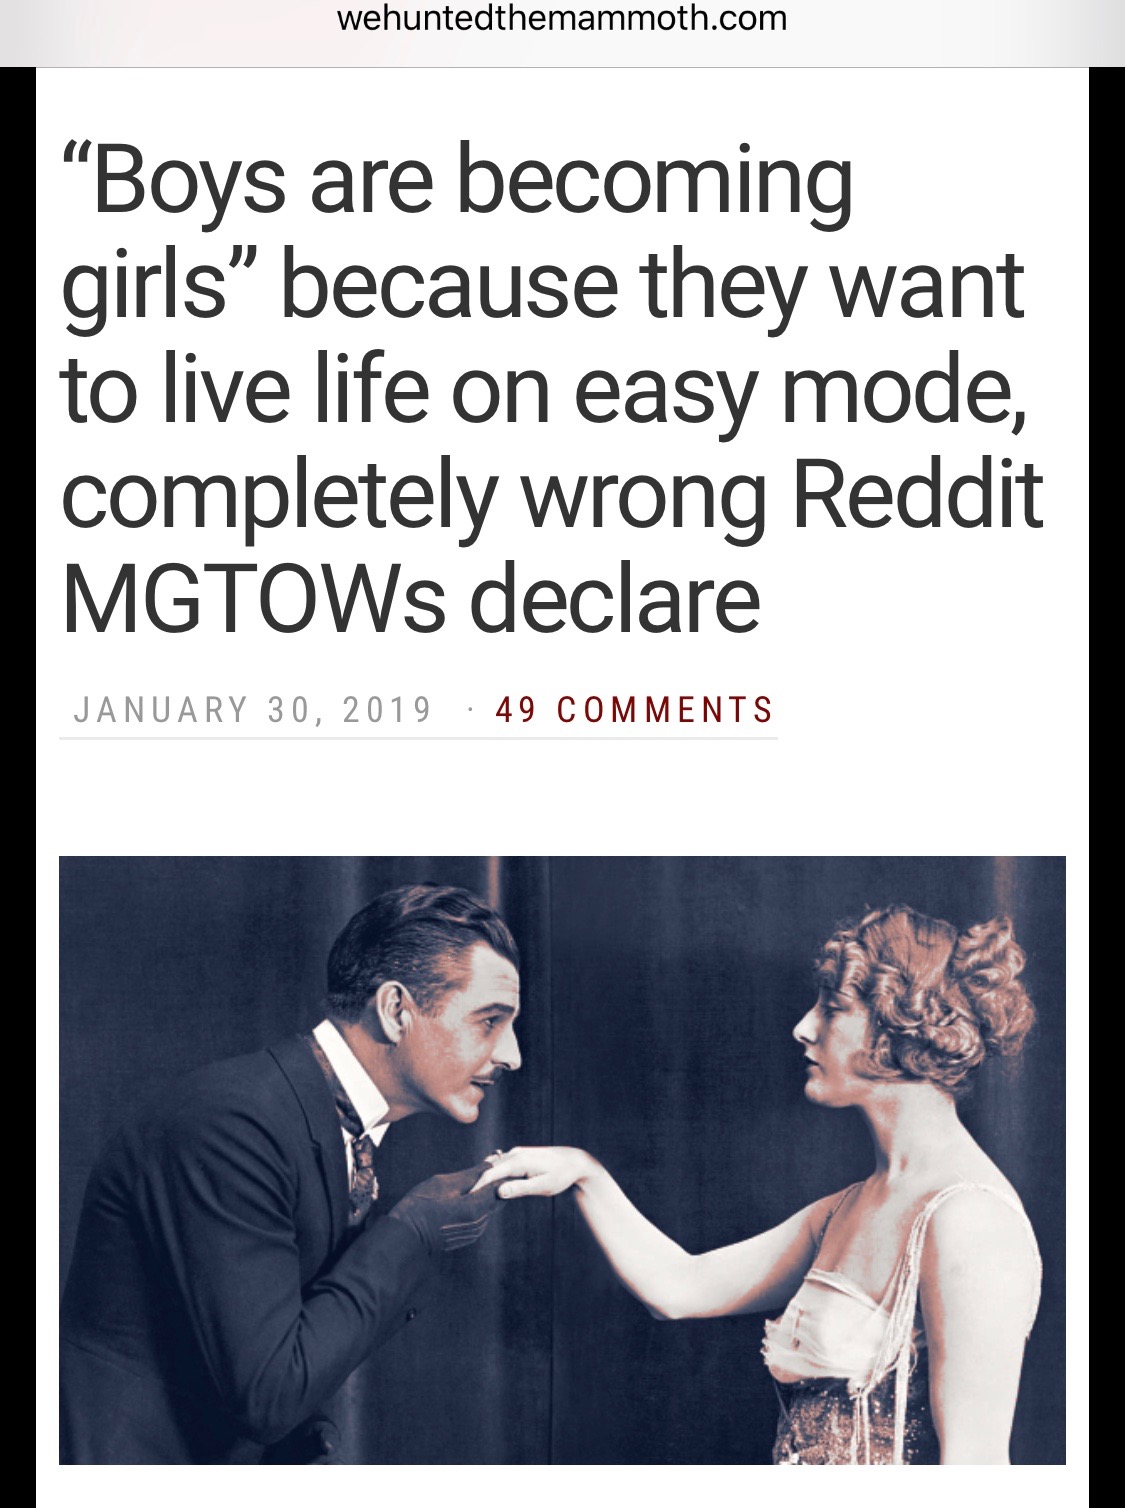 wehuntedthemammoth.com
“Boys are becoming
girls” because they want
to live life on easy mode,
completely wrong Reddit
MGTOWs declare
JANUARY 30, 2019 · 49 COMMENTS